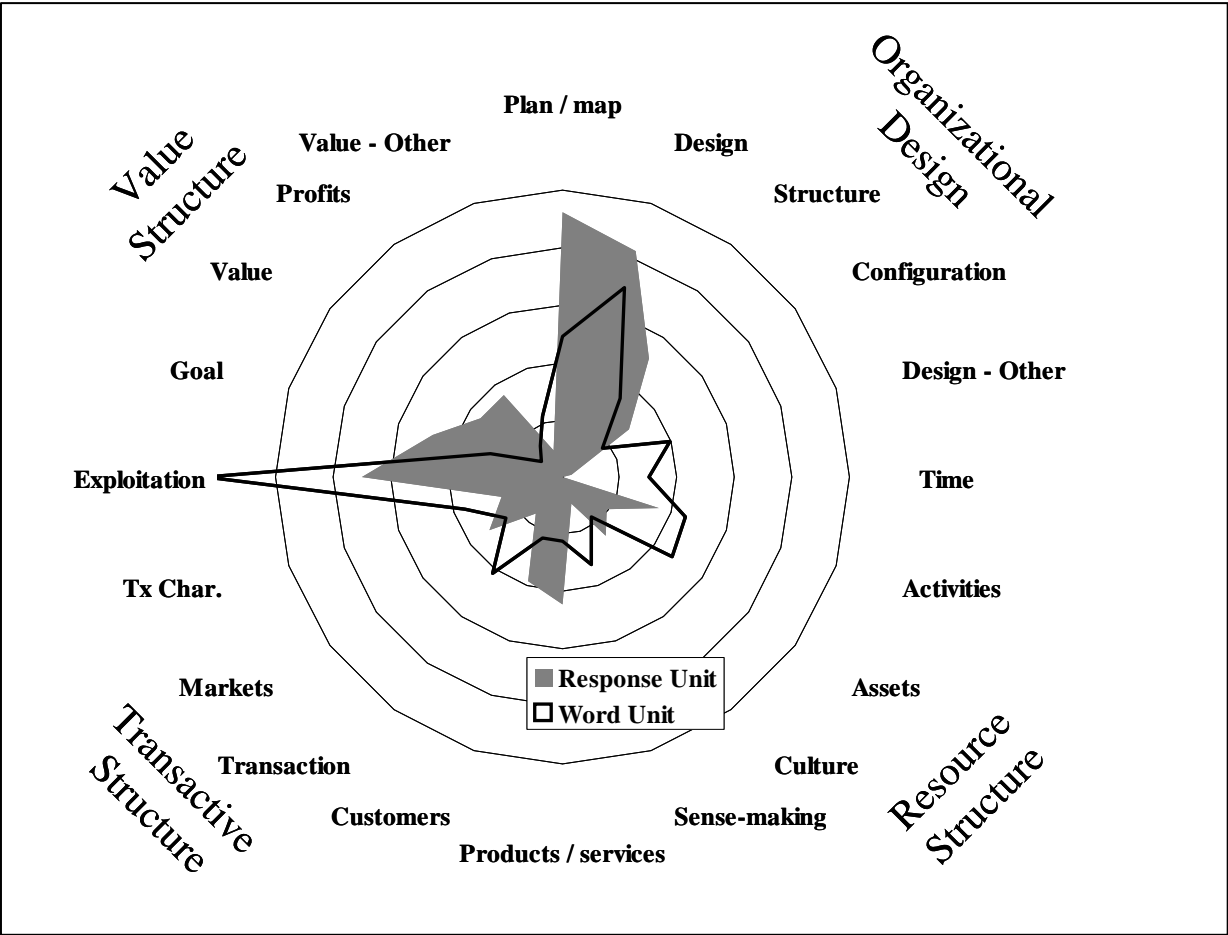 Organizational
Design
Value
Structure
Plan / map
Value - Other
Design
Profits
Structure
Value
Configuration
Goal
Design - Other
Exploitation
Time
Tx Char.
Activities
Markets
Assets
Response Unit
Word Unit
Transactive
Structure
Transaction
Culture
Resource
Structure
Customers
Sense-making
Products / services